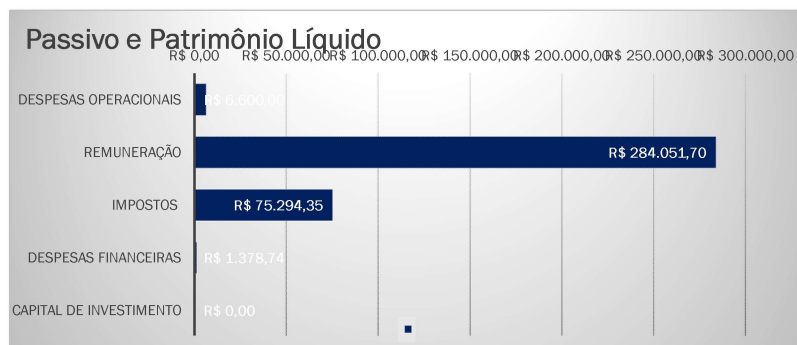 Passivo e Patrimônio Líquido
R$ 0,00 R$ 50.000,00 R$ 100.000,00 R$ 150.000,00 R$ 200.000,00 R$ 250.000,00 R$ 300.000,00
DESPESAS OPERACIONAIS R$ 6.600,00
REMUNERAÇÃO R$ 284.051,70
IMPOSTOS R$ 75.294,35
DESPESAS FINANCEIRAS R$ 1.378,74
CAPITAL DE INVESTIMENTO R$ 0,00